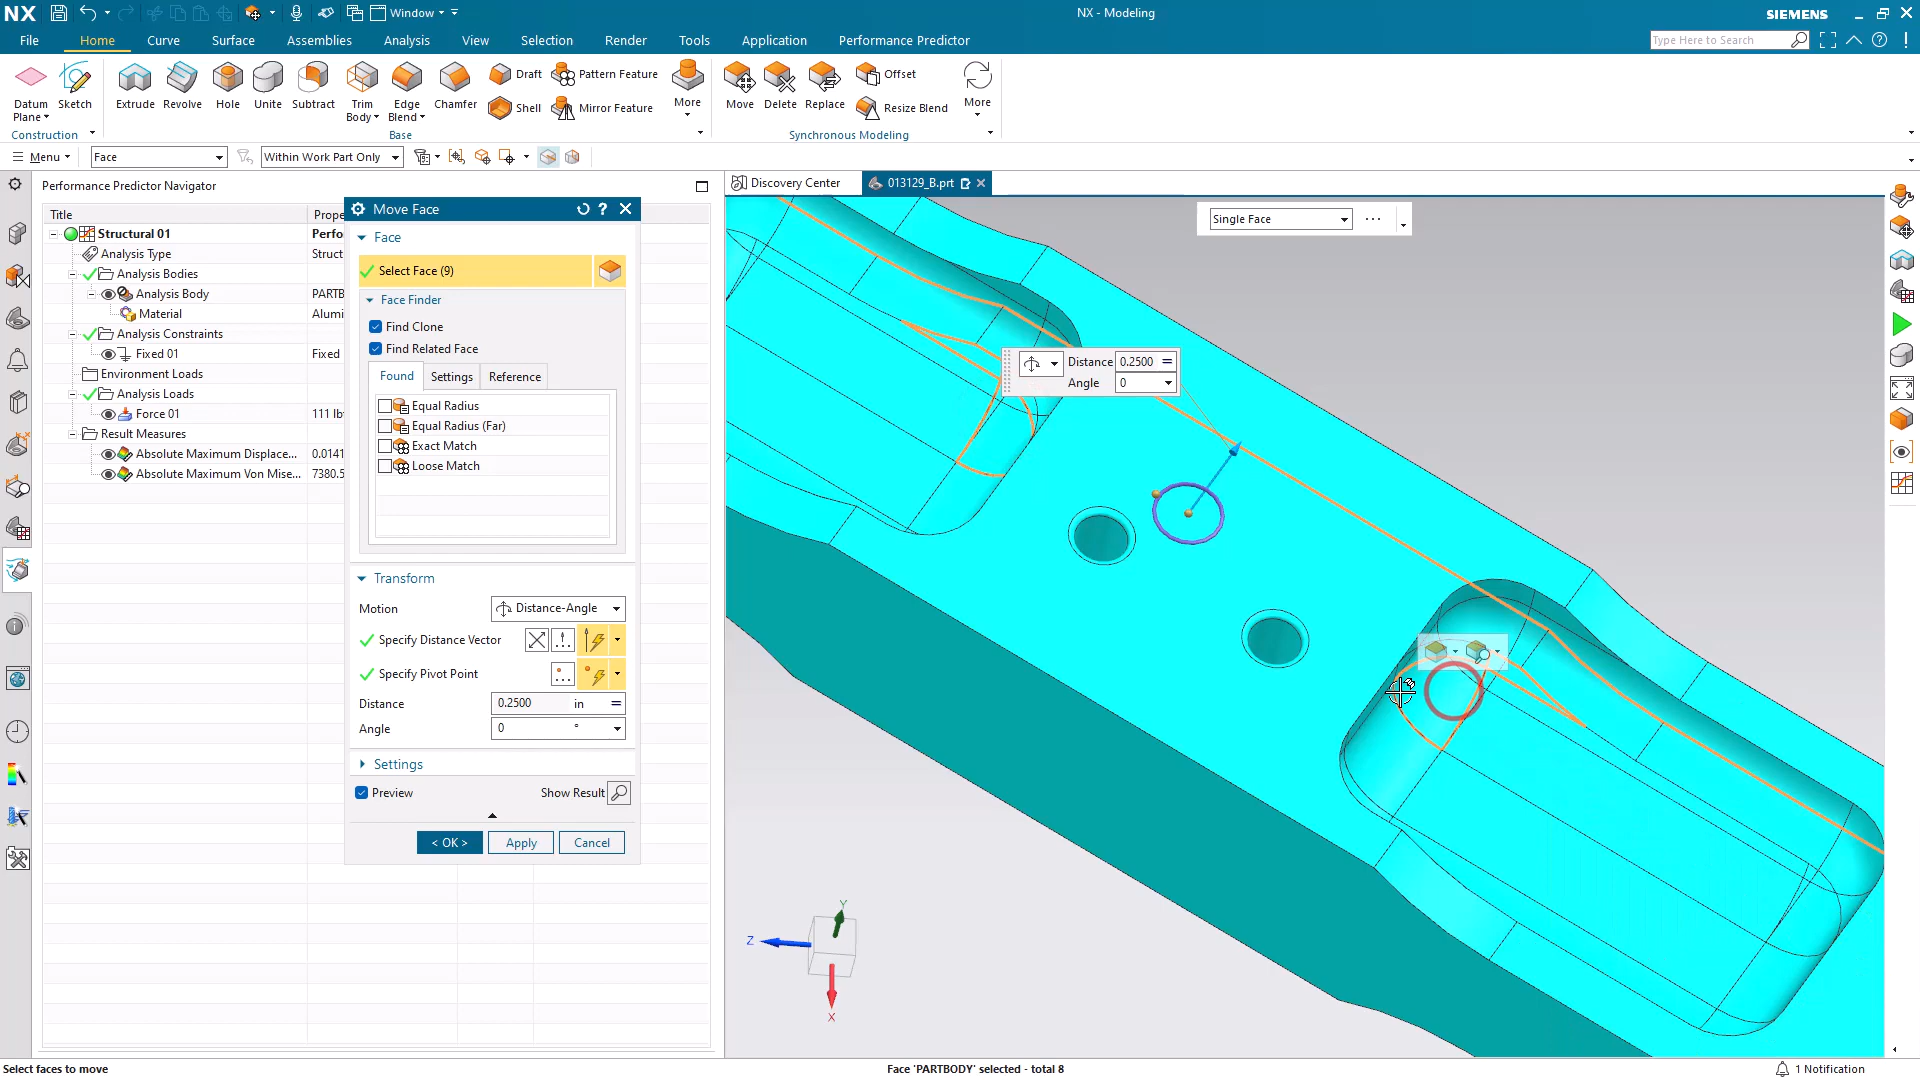 NX
Window
NX - Modeling
SIEMENS
File
Home
Curve
Surface
Assemblies
Analysis
View
Selection
Render
Tools
Application
Performance Predictor
Type Here to Search
Datum Plane
Sketch
Extrude
Revolve
Hole
Unite
Subtract
Trim Body
Edge Blend
Chamfer
Draft
Shell
Pattern Feature
Mirror Feature
More
Move
Delete
Replace
Offset
Resize Blend
More
Construction
Base
Synchronous Modeling
Menu
Face
Within Work Part Only
Performance Predictor Navigator
Discovery Center
013129_B.prt
Title
Prope
Structural 01
Perfo
Analysis Type
Struct
Analysis Bodies
Analysis Body
PARTB
Material
Alumi
Analysis Constraints
Fixed 01
Fixed
Environment Loads
Analysis Loads
Force 01
111 lb
Result Measures
Absolute Maximum Displace...
0.0141
Absolute Maximum Von Mise...
7380.5
Move Face
Face
Select Face (9)
Face Finder
Find Clone
Find Related Face
Found
Settings
Reference
Equal Radius
Equal Radius (Far)
Exact Match
Loose Match
Transform
Motion
Distance-Angle
Specify Distance Vector
Specify Pivot Point
Distance
0.2500
in
=
Angle
0
°
Settings
Preview
Show Result
< OK >
Apply
Cancel
Single Face
Distance
0.2500
=
Angle
0
Y
Z
X
Select faces to move
Face 'PARTBODY' selected - total 8
1 Notification